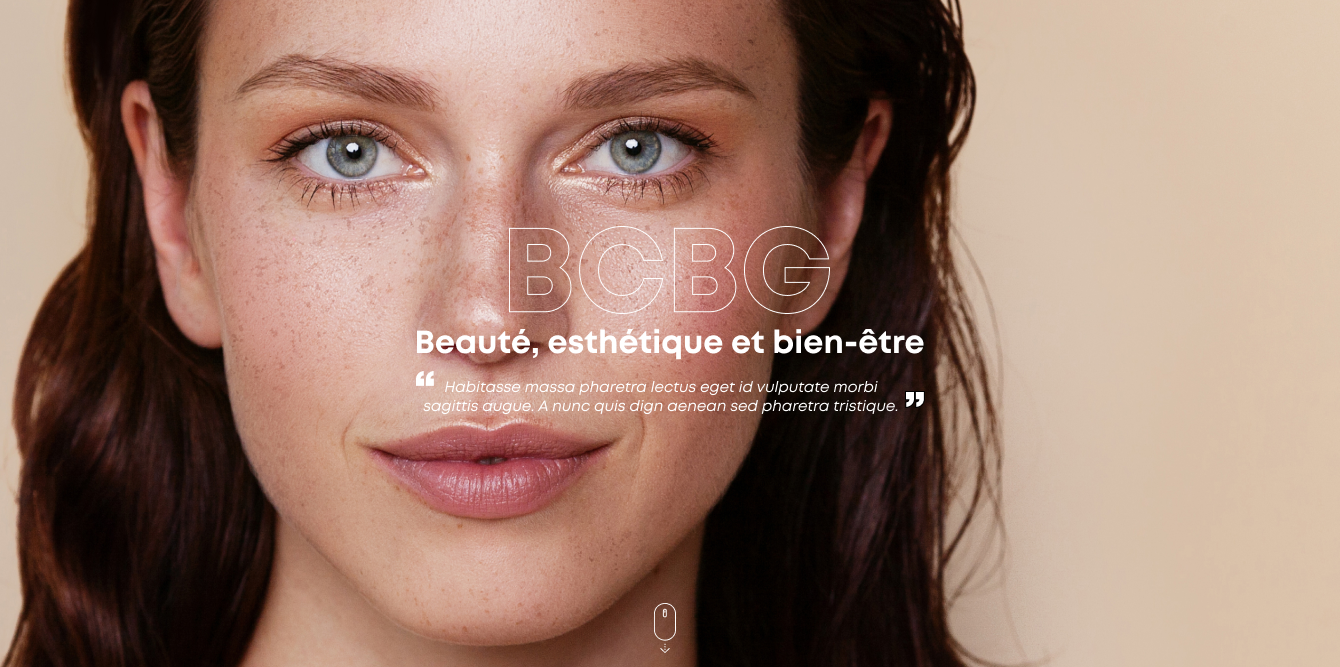 BCBG
Beauté, esthétique et bien-être
“ Habitasse massa pharetra lectus eget id vulputate morbi
sagittis augue. A nunc quis dign aenean sed pharetra tristique. ”